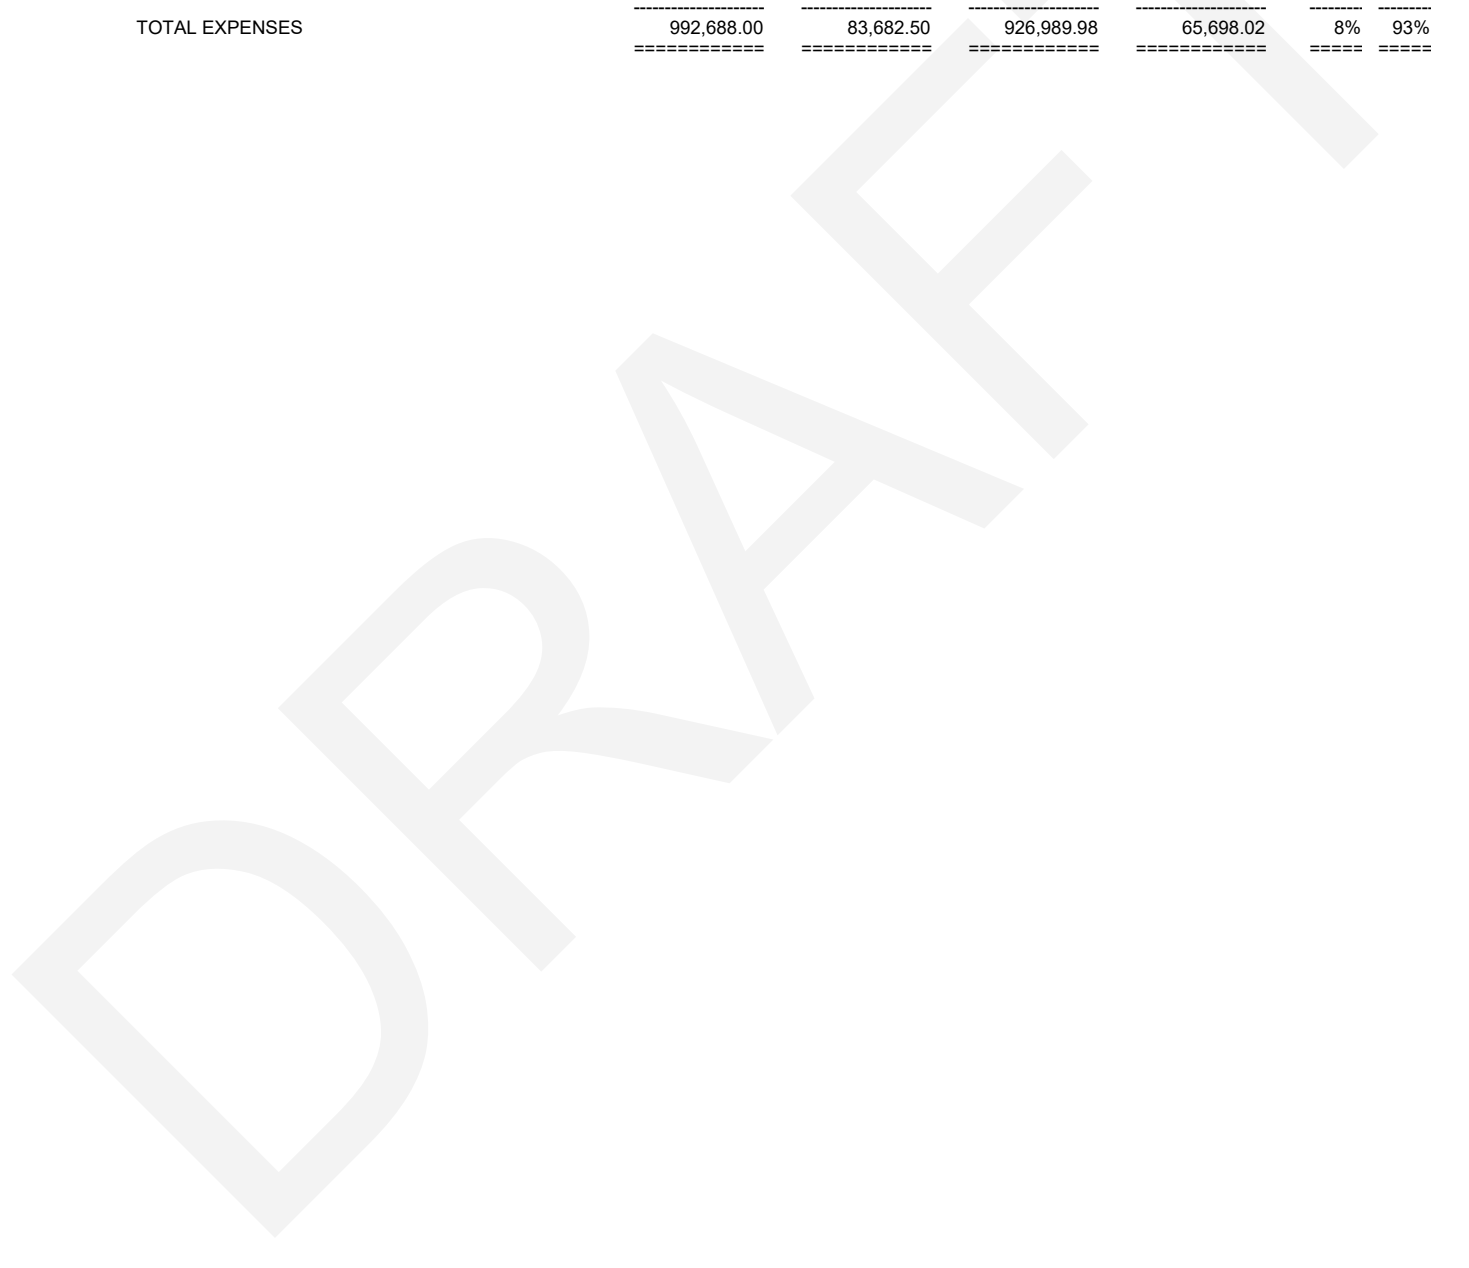 --------------------- --------------------- --------------------- --------------------- --------- ---------
TOTAL EXPENSES 992,688.00 83,682.50 926,989.98 65,698.02 8% 93%
============ ============ ============ ============ ===== =====
DRAFT